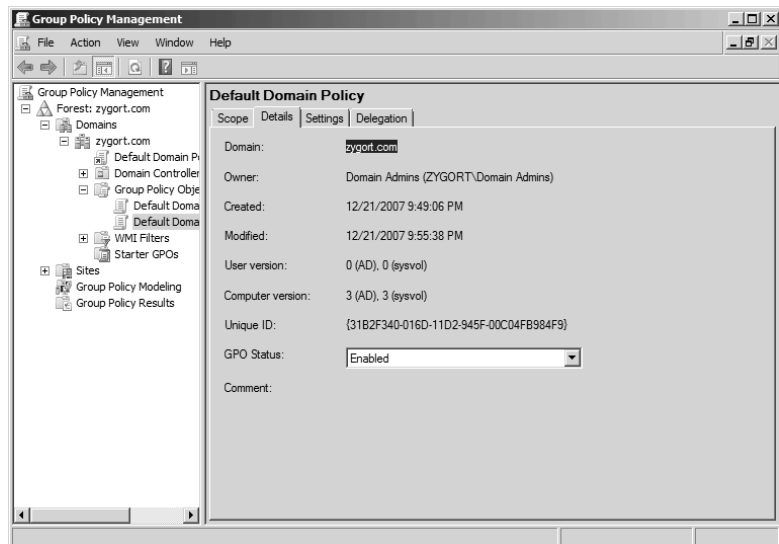 Group Policy Management
File Action View Window Help
Group Policy Management
Forest: zygort.com
Domains
zygort.com
Default Domain P
Domain Controller
Group Policy Obje
Default Doma
Default Doma
WMI Filters
Starter GPOs
Sites
Group Policy Modeling
Group Policy Results
Default Domain Policy
Scope Details Settings Delegation
Domain: zygort.com
Owner: Domain Admins (ZYGORT\Domain Admins)
Created: 12/21/2007 9:49:06 PM
Modified: 12/21/2007 9:55:38 PM
User version: 0 (AD), 0 (sysvol)
Computer version: 3 (AD), 3 (sysvol)
Unique ID: {31B2F340-016D-11D2-945F-00C04FB984F9}
GPO Status: Enabled
Comment: